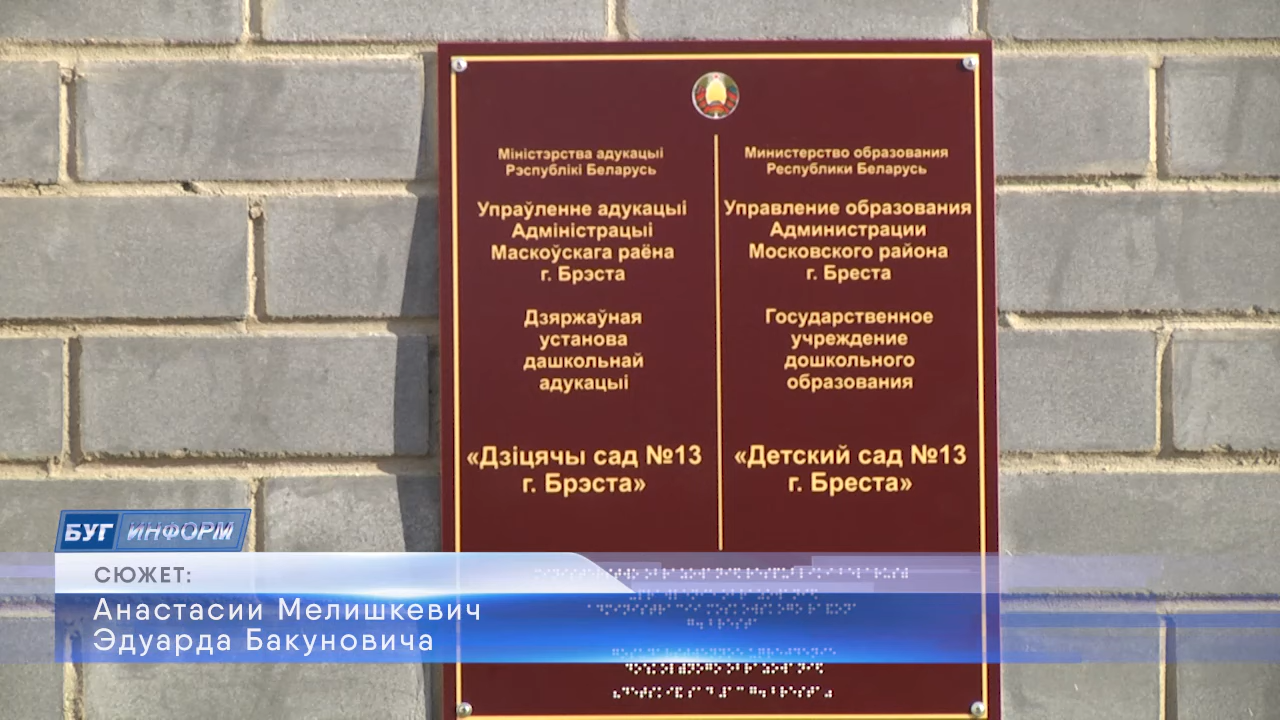 Міністэрства адукацыі
Рэспублікі Беларусь
Упраўленне адукацыі
Адміністрацыі
Маскоўскага раёна
г. Брэста
Дзяржаўная
установа
дашкольнай
адукацыі
«Дзіцячы сад №13
г. Брэста»
Министерство образования
Республики Беларусь
Управление образования
Администрации
Московского района
г. Бреста
Государственное
учреждение
дошкольного
образования
«Детский сад №13
г. Бреста»
БУГ ИНФОРМ
СЮЖЕТ:
Анастасии Мелишкевич
Эдуарда Бакуновича